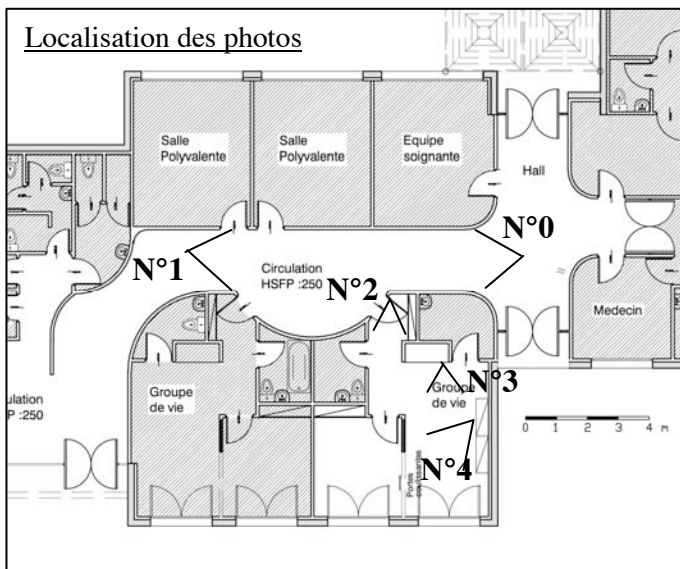 Localisation des photos
Salle
Polyvalente
Salle
Polyvalente
Equipe
soignante
Hall
N°0
N°1
Circulation
HSFP :250
N°2
Medecin
N°3
Groupe
de vie
Groupe
de vie
ulation
P :250
0 1 2 3 4 m
N°4
Portes
coulissantes